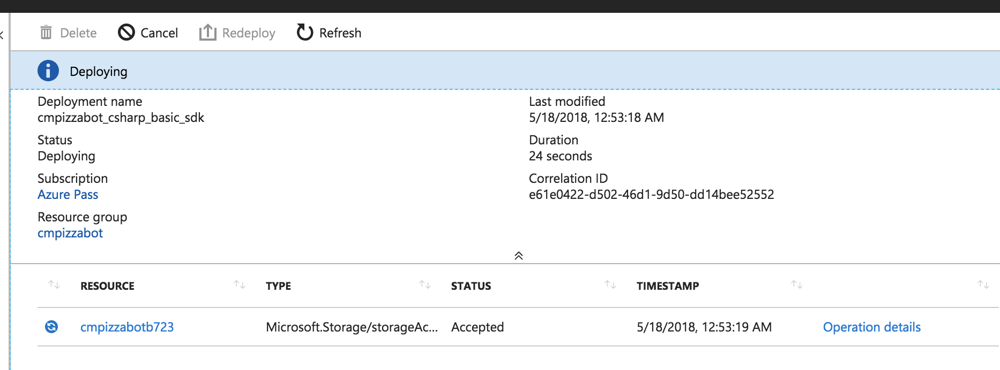 Delete Cancel Redeploy Refresh
Deploying
Deployment name
cmpizzabot_csharp_basic_sdk
Status
Deploying
Subscription
Azure Pass
Resource group
cmpizzabot
Last modified
5/18/2018, 12:53:18 AM
Duration
24 seconds
Correlation ID
e61e0422-d502-46d1-9d50-dd14bee52552
RESOURCE TYPE STATUS TIMESTAMP
cmpizzabotb723 Microsoft.Storage/storageAc... Accepted 5/18/2018, 12:53:19 AM Operation details